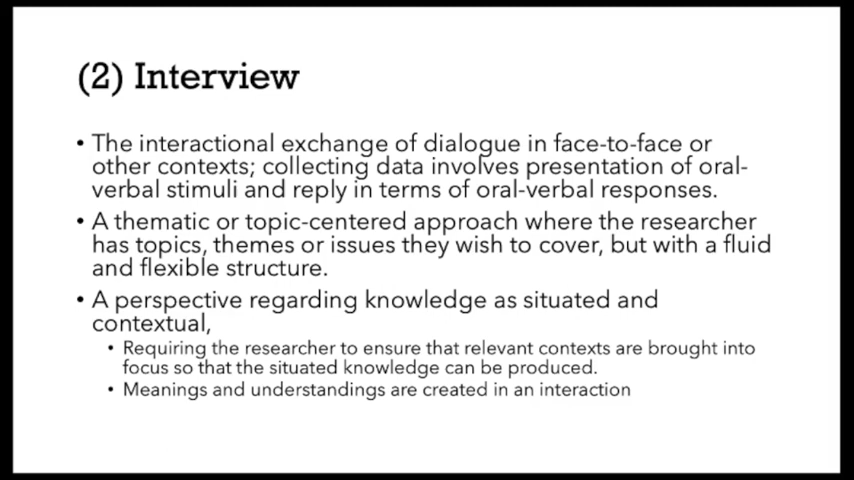 (2) Interview
• The interactional exchange of dialogue in face-to-face or
other contexts; collecting data involves presentation of oral-
verbal stimuli and reply in terms of oral-verbal responses.
• A thematic or topic-centered approach where the researcher
has topics, themes or issues they wish to cover, but with a fluid
and flexible structure.
• A perspective regarding knowledge as situated and
contextual,
• Requiring the researcher to ensure that relevant contexts are brought into
focus so that the situated knowledge can be produced.
• Meanings and understandings are created in an interaction